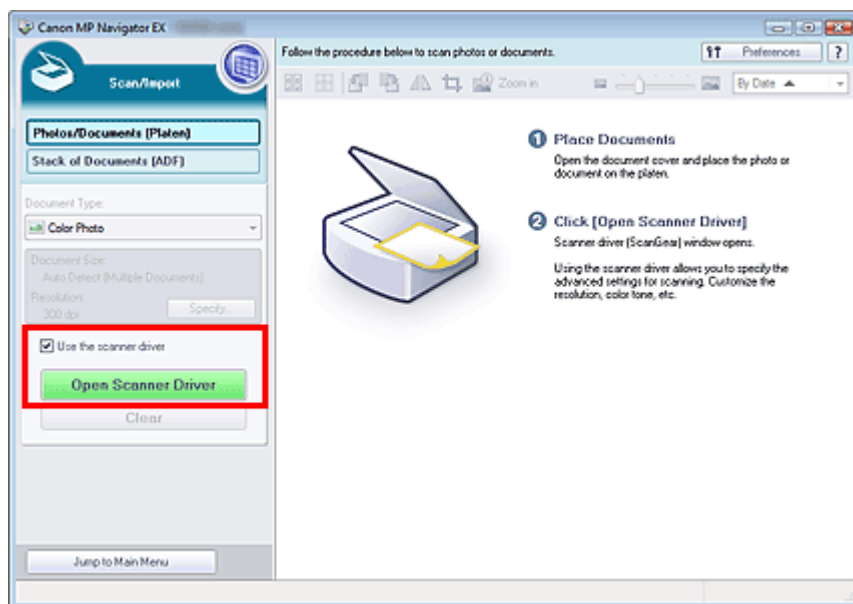 Canon MP Navigator EX
Scan/Import
Photos/Documents (Platen)
Stack of Documents (ADF)
Document Type:
Color Photo
Document Size:
Auto Detect (Multiple Documents)
Resolution:
300 dpi
Specify...
Use the scanner driver
Open Scanner Driver
Clear
Jump to Main Menu
Follow the procedure below to scan photos or documents.
Preferences
?
Zoom in
By Date
1 Place Documents
Open the document cover and place the photo or
document on the platen.
2 Click [Open Scanner Driver]
Scanner driver (ScanGear) window opens.
Using the scanner driver allows you to specify the
advanced settings for scanning. Customize the
resolution, color tone, etc.